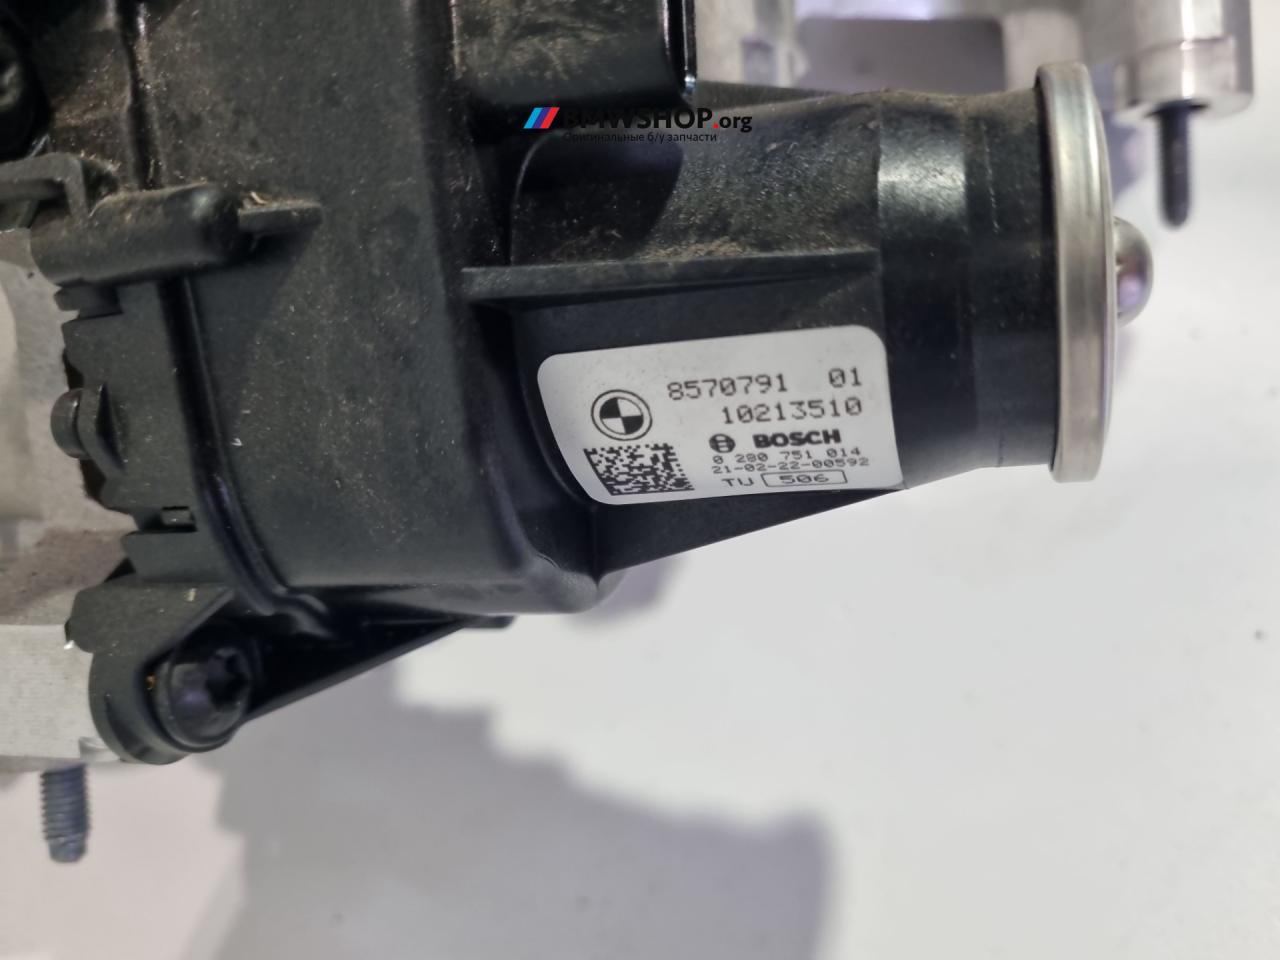 BMWSHOP.org
Оригинальные б/у запчасти
8570791 01
10213510
BOSCH
0 280 751 014
21-02-22-00592
TU 506